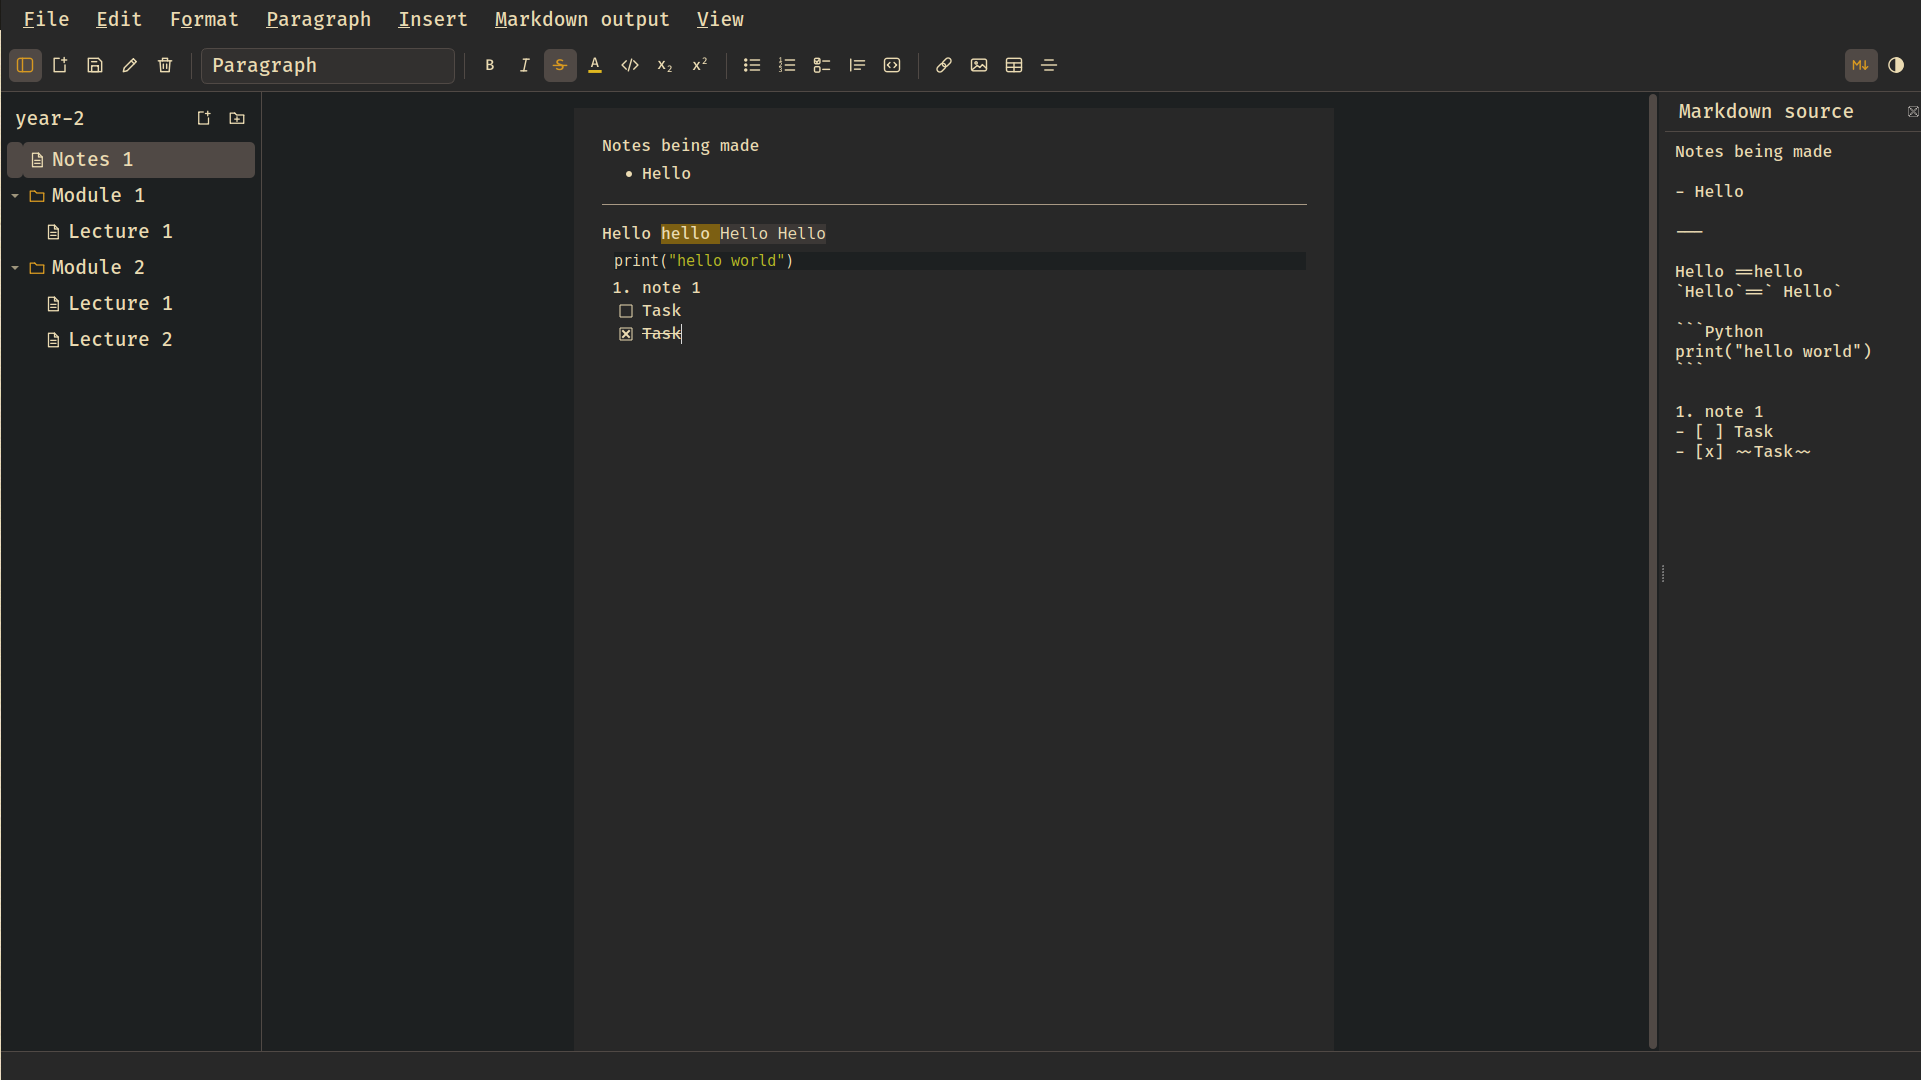 File Edit Format Paragraph Insert Markdown output View
Paragraph B I S A </> x₂ x² M↓
year-2
Notes 1
Module 1
Lecture 1
Module 2
Lecture 1
Lecture 2
Notes being made
• Hello
Hello hello Hello Hello
print("hello world")
1. note 1
☐ Task
☒ Task
Markdown source
Notes being made
- Hello
---
Hello ==hello
`Hello`==` Hello`
```Python
print("hello world")
```
1. note 1
- [ ] Task
- [x] ~~Task~~